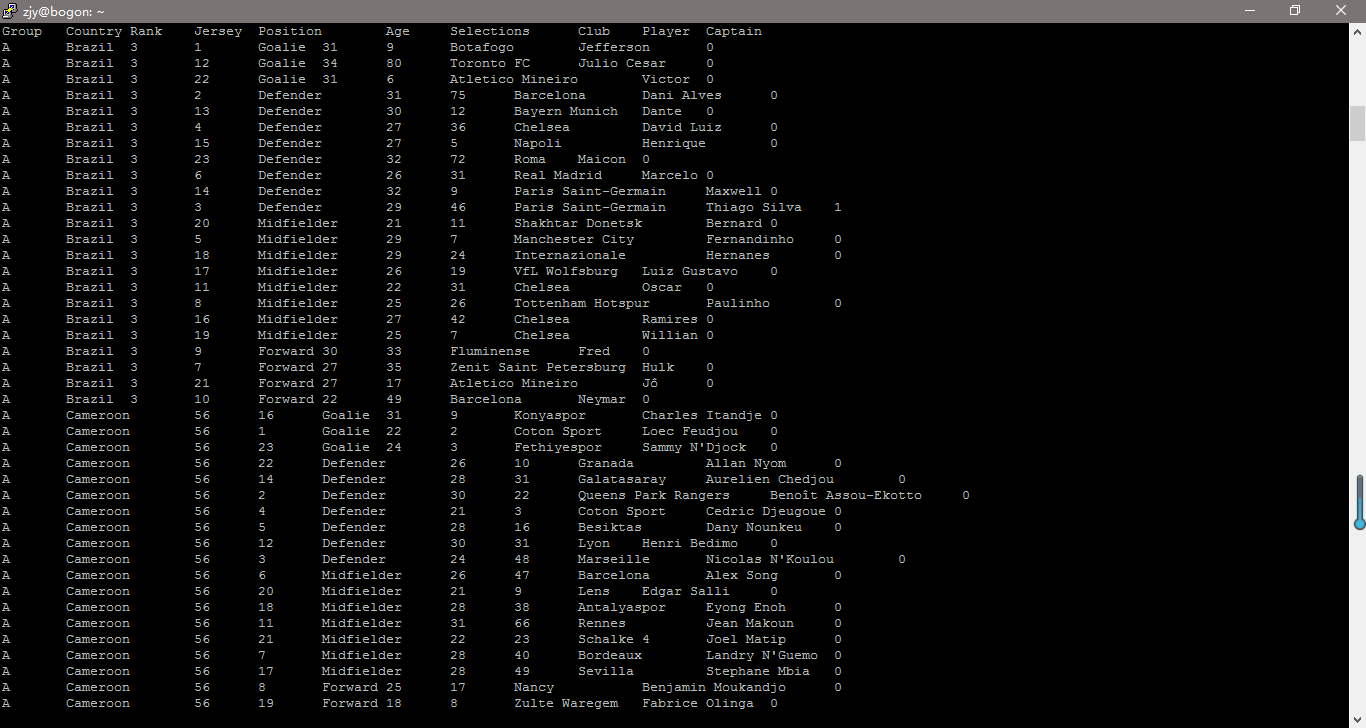 zjy@bogon: ~
Group Country Rank Jersey Position Age Selections Club Player Captain
A Brazil 3 1 Goalie 31 9 Botafogo Jefferson 0
A Brazil 3 12 Goalie 34 80 Toronto FC Julio Cesar 0
A Brazil 3 22 Goalie 31 6 Atletico Mineiro Victor 0
A Brazil 3 2 Defender 31 75 Barcelona Dani Alves 0
A Brazil 3 13 Defender 30 12 Bayern Munich Dante 0
A Brazil 3 4 Defender 27 36 Chelsea David Luiz 0
A Brazil 3 15 Defender 27 5 Napoli Henrique 0
A Brazil 3 23 Defender 32 72 Roma Maicon 0
A Brazil 3 6 Defender 26 31 Real Madrid Marcelo 0
A Brazil 3 14 Defender 32 9 Paris Saint-Germain Maxwell 0
A Brazil 3 3 Defender 29 46 Paris Saint-Germain Thiago Silva 1
A Brazil 3 20 Midfielder 21 11 Shakhtar Donetsk Bernard 0
A Brazil 3 5 Midfielder 29 7 Manchester City Fernandinho 0
A Brazil 3 18 Midfielder 29 24 Internazionale Hernanes 0
A Brazil 3 17 Midfielder 26 19 VfL Wolfsburg Luiz Gustavo 0
A Brazil 3 11 Midfielder 22 31 Chelsea Oscar 0
A Brazil 3 8 Midfielder 25 26 Tottenham Hotspur Paulinho 0
A Brazil 3 16 Midfielder 27 42 Chelsea Ramires 0
A Brazil 3 19 Midfielder 25 7 Chelsea Willian 0
A Brazil 3 9 Forward 30 33 Fluminense Fred 0
A Brazil 3 7 Forward 27 35 Zenit Saint Petersburg Hulk 0
A Brazil 3 21 Forward 27 17 Atletico Mineiro Jô 0
A Brazil 3 10 Forward 22 49 Barcelona Neymar 0
A Cameroon 56 16 Goalie 31 9 Konyaspor Charles Itandje 0
A Cameroon 56 1 Goalie 22 2 Coton Sport Loec Feudjou 0
A Cameroon 56 23 Goalie 24 3 Fethiyespor Sammy N'Djock 0
A Cameroon 56 22 Defender 26 10 Granada Allan Nyom 0
A Cameroon 56 14 Defender 28 31 Galatasaray Aurelien Chedjou 0
A Cameroon 56 2 Defender 30 22 Queens Park Rangers Benoît Assou-Ekotto 0
A Cameroon 56 4 Defender 21 3 Coton Sport Cedric Djeugoue 0
A Cameroon 56 5 Defender 28 16 Besiktas Dany Nounkeu 0
A Cameroon 56 12 Defender 30 31 Lyon Henri Bedimo 0
A Cameroon 56 3 Defender 24 48 Marseille Nicolas N'Koulou 0
A Cameroon 56 6 Midfielder 26 47 Barcelona Alex Song 0
A Cameroon 56 20 Midfielder 21 9 Lens Edgar Salli 0
A Cameroon 56 18 Midfielder 28 38 Antalyaspor Eyong Enoh 0
A Cameroon 56 11 Midfielder 31 66 Rennes Jean Makoun 0
A Cameroon 56 21 Midfielder 22 23 Schalke 4 Joel Matip 0
A Cameroon 56 7 Midfielder 28 40 Bordeaux Landry N'Guemo 0
A Cameroon 56 17 Midfielder 28 49 Sevilla Stephane Mbia 0
A Cameroon 56 8 Forward 25 17 Nancy Benjamin Moukandjo 0
A Cameroon 56 19 Forward 18 8 Zulte Waregem Fabrice Olinga 0